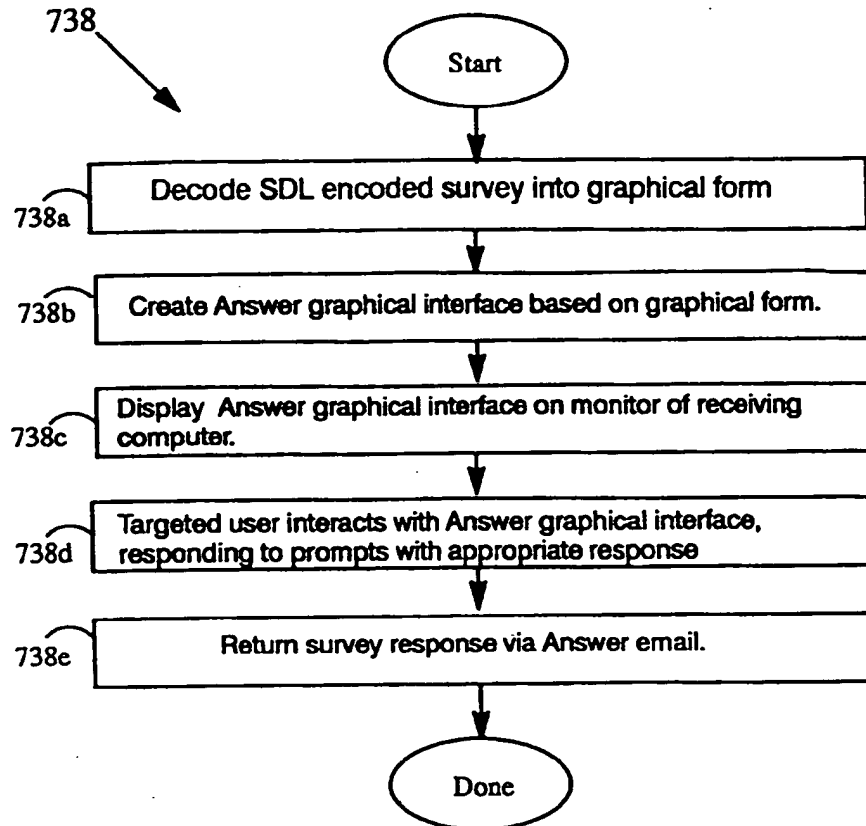 738
Start
Decode SDL encoded survey into graphical form
738a
Create Answer graphical interface based on graphical form.
738b
Display Answer graphical interface on monitor of receiving
computer.
738c
Targeted user interacts with Answer graphical interface,
responding to prompts with appropriate response
738d
Return survey response via Answer email.
738e
Done